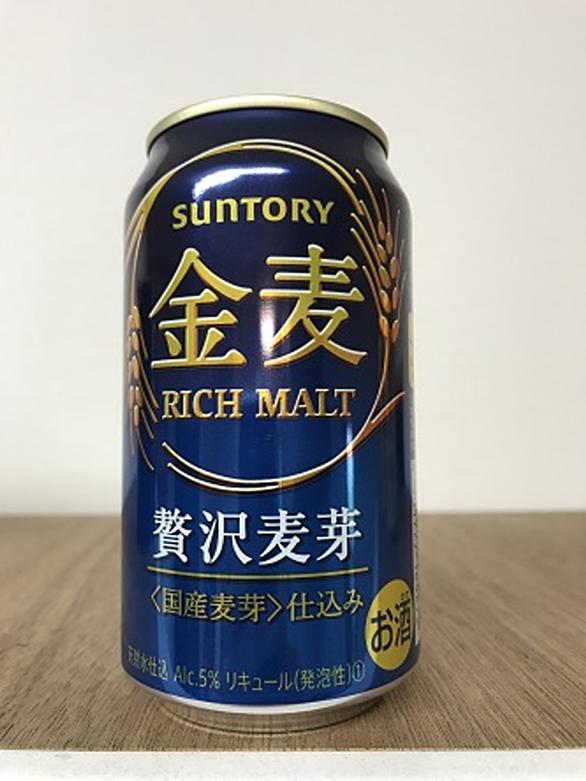 SUNTORY
金麦
RICH MALT
贅沢麦芽
〈国産麦芽〉仕込み
お酒
天然水仕込 Alc.5% リキュール(発泡性)①